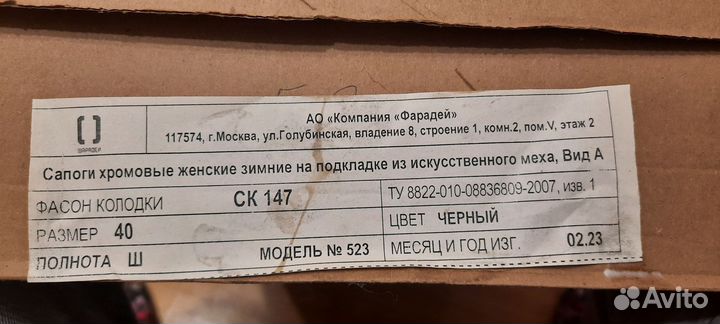 АО «Компания «Фарадей»
117574, г.Москва, ул.Голубинская, владение 8, строение 1, комн.2, пом.V, этаж 2
ФАРАДЕЙ
Сапоги хромовые женские зимние на подкладке из искусственного меха, Вид А
ФАСОН КОЛОДКИ СК 147
ТУ 8822-010-08836809-2007, изв. 1
РАЗМЕР 40
ЦВЕТ ЧЕРНЫЙ
ПОЛНОТА Ш МОДЕЛЬ № 523
МЕСЯЦ И ГОД ИЗГ. 02.23
Avito